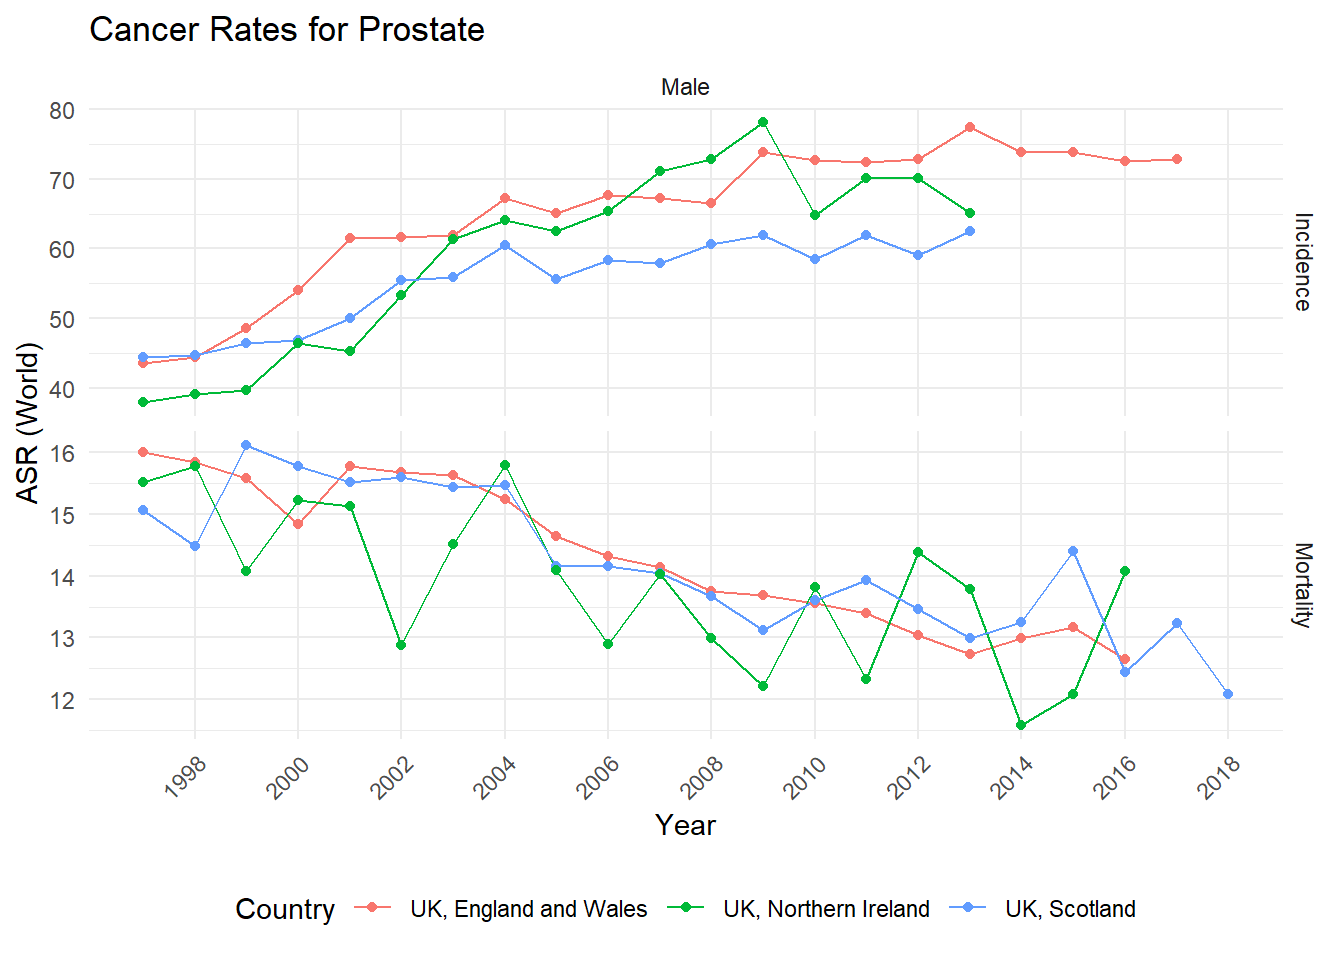 Cancer Rates for Prostate
Male
80
70
60
50
40
Incidence
ASR (World)
16
15
14
13
12
Mortality
1998 2000 2002 2004 2006 2008 2010 2012 2014 2016 2018
Year
Country UK, England and Wales UK, Northern Ireland UK, Scotland